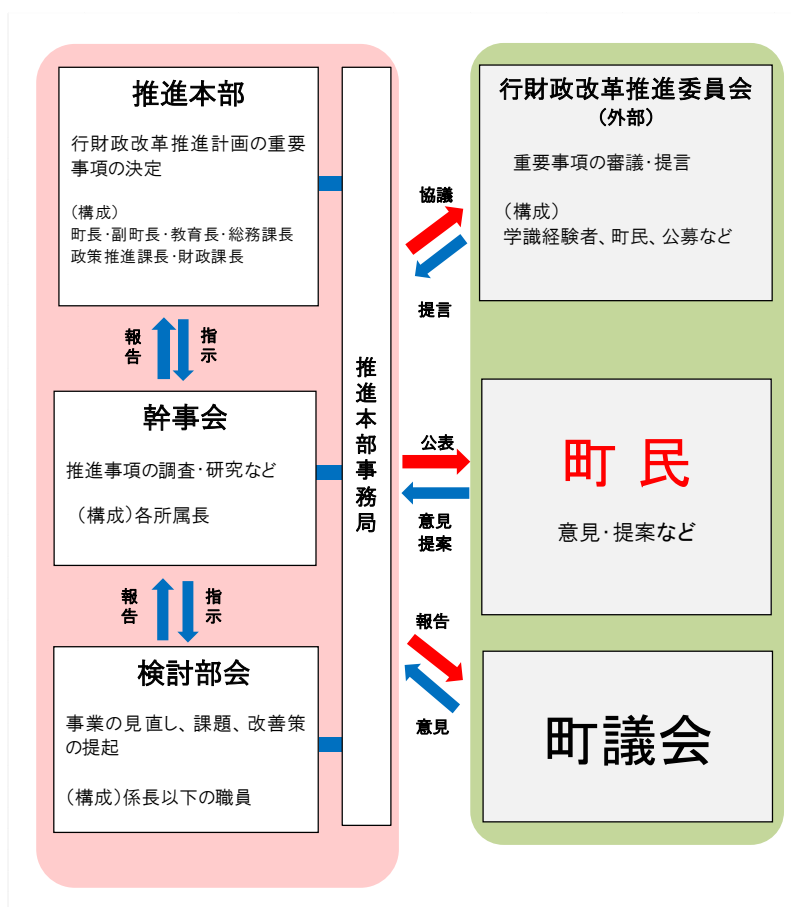 推進本部
行財政改革推進計画の重要
事項の決定
(構成)
町長・副町長・教育長・総務課長
政策推進課長・財政課長
報告
指示
幹事会
推進事項の調査・研究など
(構成)各所属長
報告
指示
検討部会
事業の見直し、課題、改善策
の提起
(構成)係長以下の職員
推進本部事務局
協議
提言
公表
意見
提案
報告
意見
行財政改革推進委員会
(外部)
重要事項の審議・提言
(構成)
学識経験者、町民、公募など
町民
意見・提案など
町議会